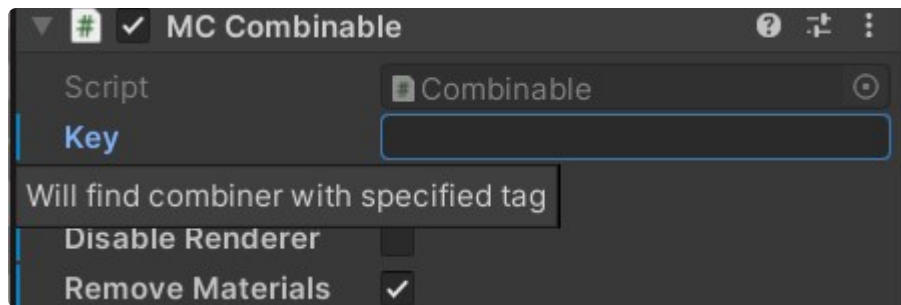 MC Combinable
Script Combinable
Key
Will find combiner with specified tag
Disable Renderer
Remove Materials